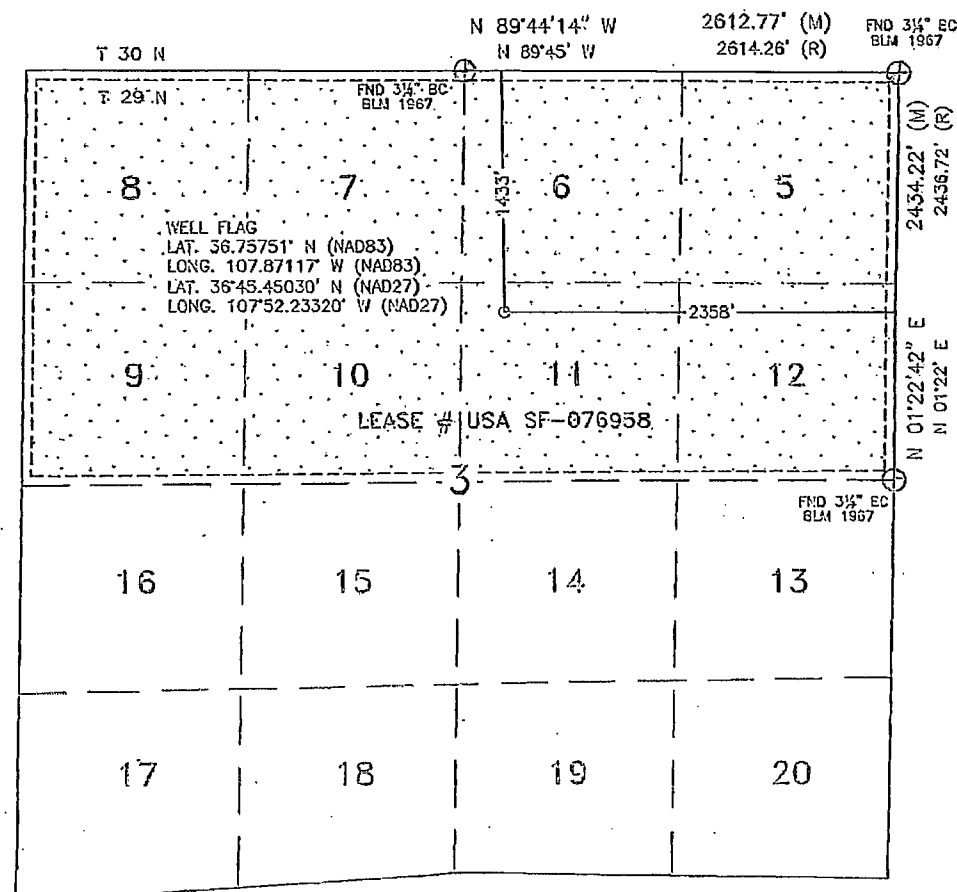 N 89°44'14" W 2612.77' (M)
N 89°45' W 2614.26' (R)
FND 3¼" BC
BLM 1967
T 30 N
T 29 N
FND 3¼" BC
BLM 1967
2434.22' (M)
2436.72' (R)
8 7 6 5
1433'
WELL FLAG
LAT. 36.75751° N (NAD83)
LONG. 107.87117° W (NAD83)
LAT. 36°45.45030' N (NAD27)
LONG. 107°52.23320' W (NAD27)
2358'
N 01°22'42" E
N 01°22' E
9 10 11 12
LEASE # USA SF-076958
3
FND 3¼" BC
BLM 1967
16 15 14 13
17 18 19 20